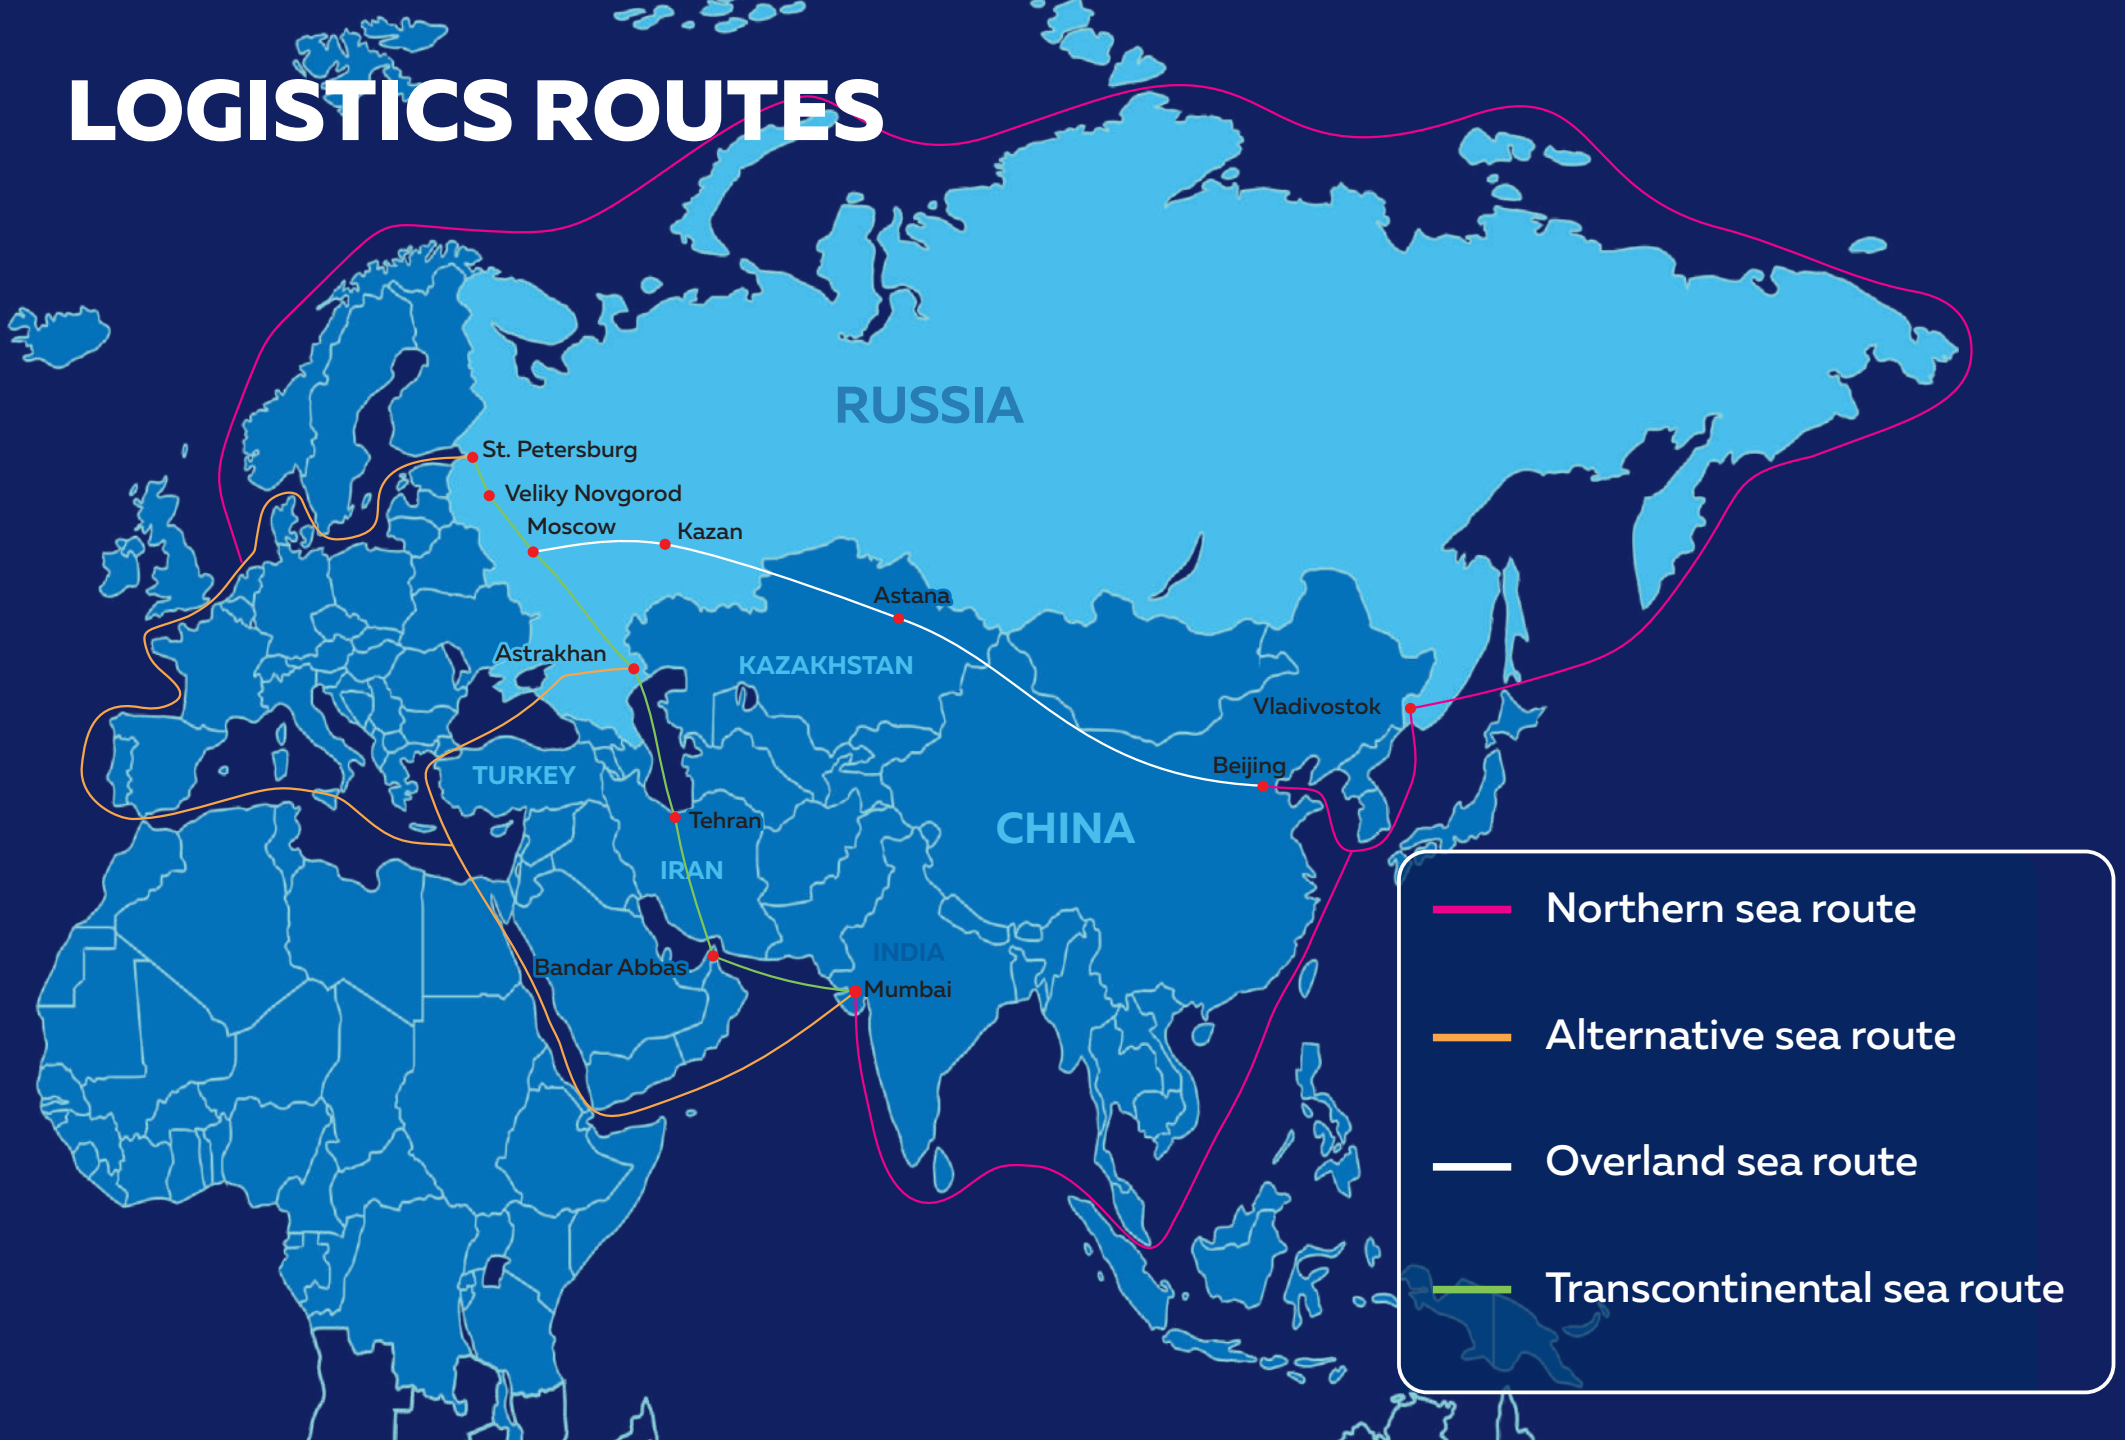 LOGISTICS ROUTES
RUSSIA
St. Petersburg
Veliky Novgorod
Moscow
Kazan
Astana
Astrakhan
KAZAKHSTAN
Vladivostok
Beijing
TURKEY
Tehran
CHINA
IRAN
INDIA
Bandar Abbas
Mumbai
Northern sea route
Alternative sea route
Overland sea route
Transcontinental sea route